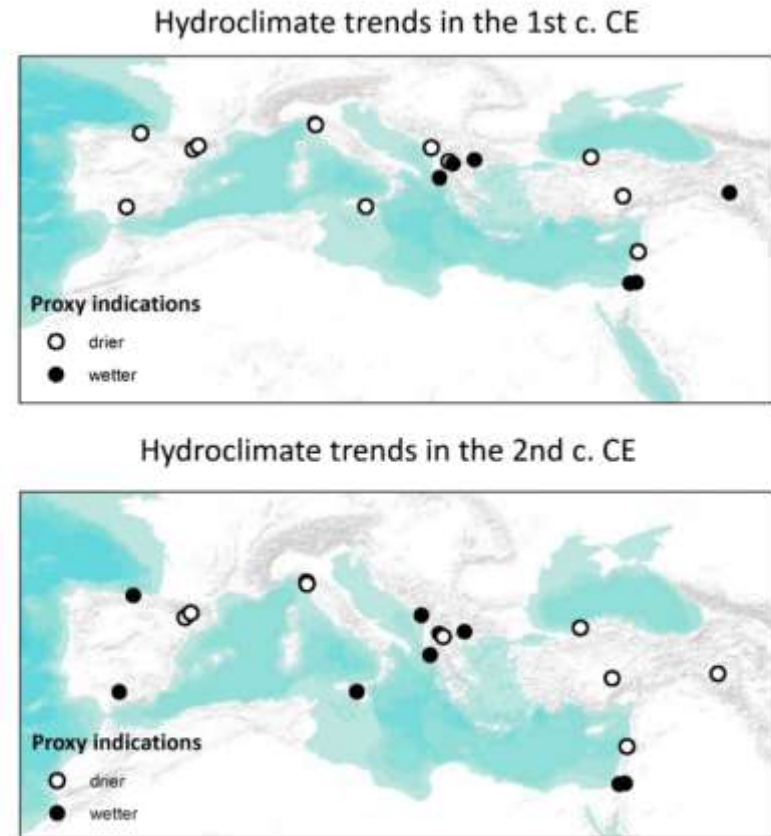 Hydroclimate trends in the 1st c. CE
Proxy indications
drier
wetter
Hydroclimate trends in the 2nd c. CE
Proxy indications
drier
wetter